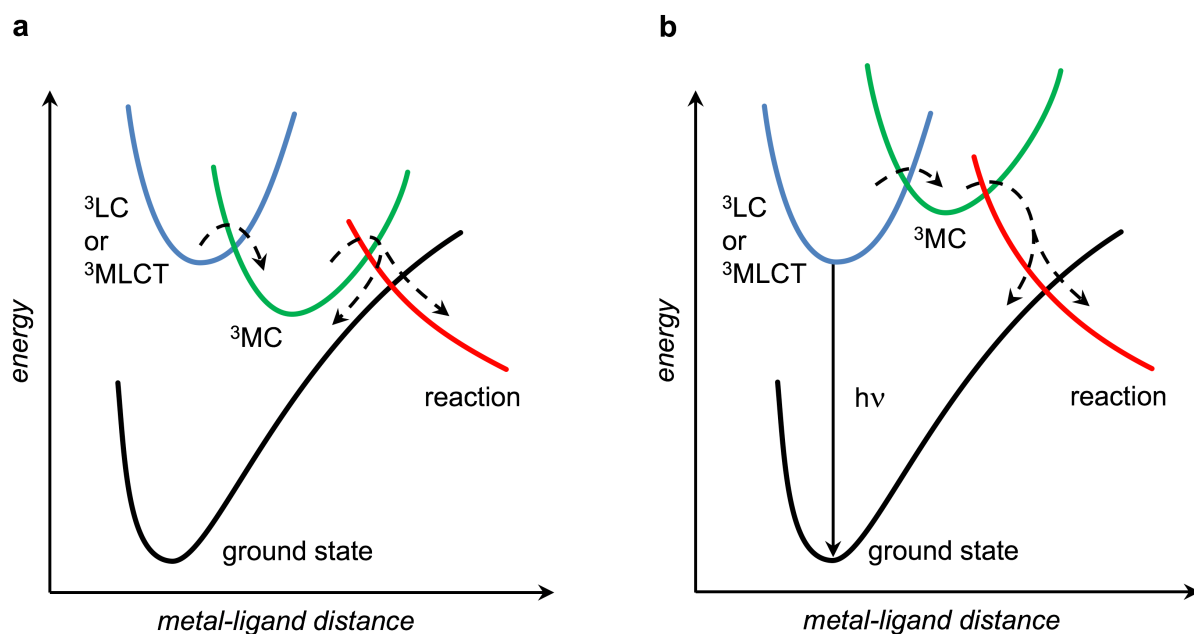 a
³LC
or
³MLCT
³MC
energy
reaction
ground state
metal-ligand distance
b
³LC
or
³MLCT
³MC
energy
hν
reaction
ground state
metal-ligand distance